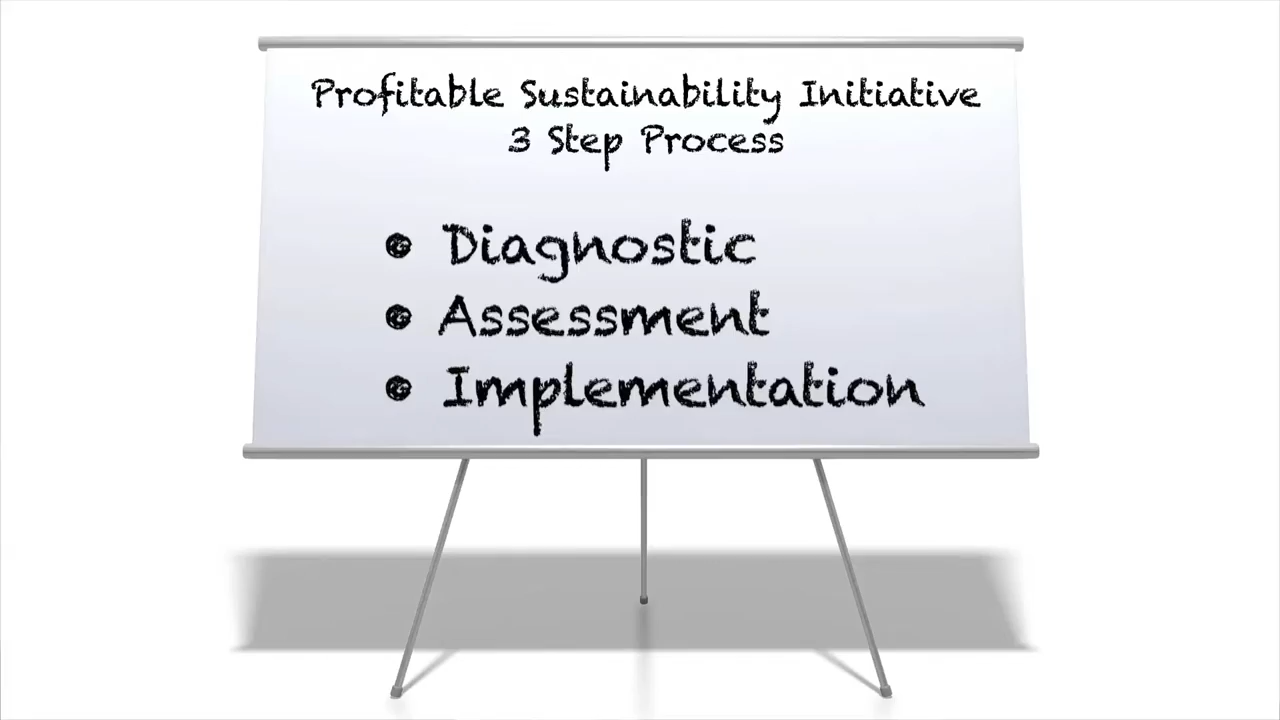 Profitable Sustainability Initiative
3 Step Process
• Diagnostic
• Assessment
• Implementation